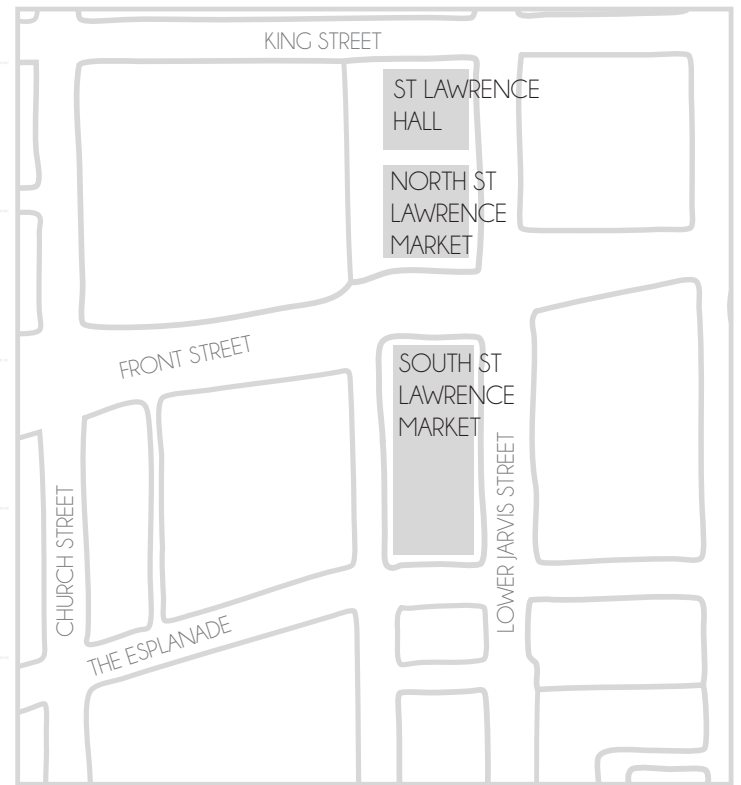 KING STREET
ST LAWRENCE
HALL
NORTH ST
LAWRENCE
MARKET
FRONT STREET
SOUTH ST
LAWRENCE
MARKET
CHURCH STREET
LOWER JARVIS STREET
THE ESPLANADE